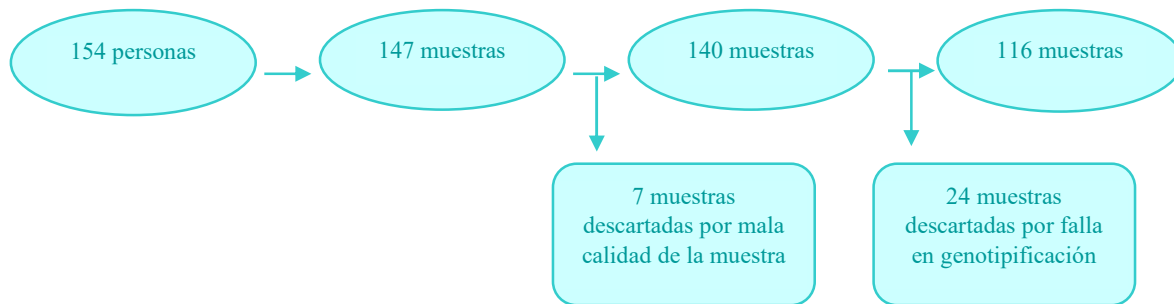 154 personas
147 muestras
140 muestras
116 muestras
7 muestras
descartadas por mala
calidad de la muestra
24 muestras
descartadas por falla
en genotipificación